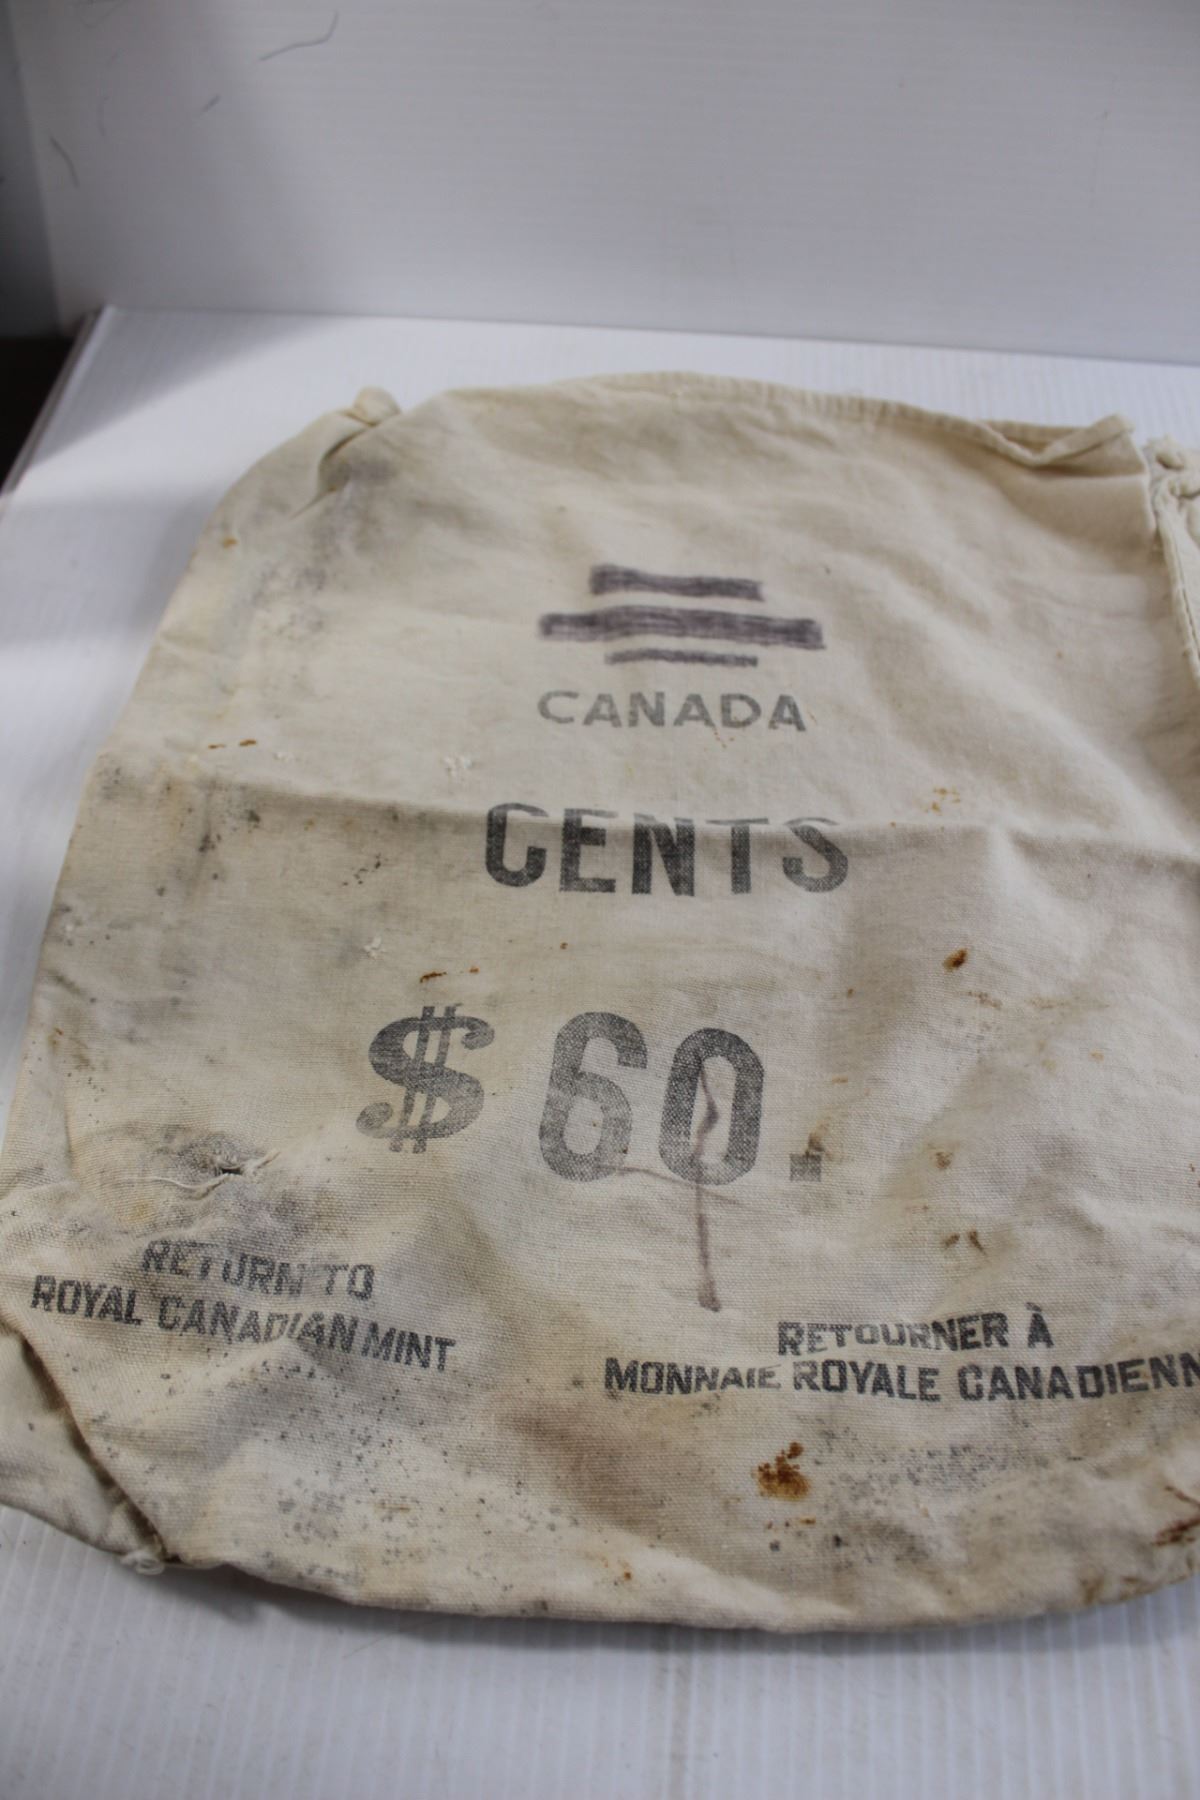 CANADA
CENTS
$60.
RETURN TO
ROYAL CANADIAN MINT
RETOURNER À
MONNAIE ROYALE CANADIENN